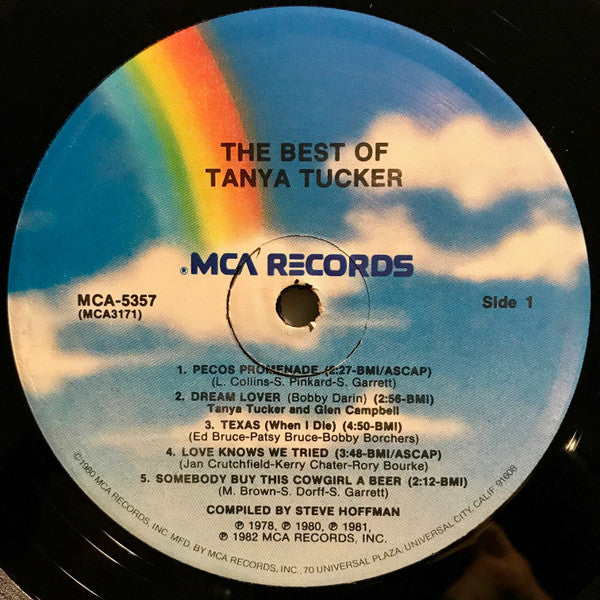 THE BEST OF
TANYA TUCKER
®MCA RECORDS
MCA-5357
(MCA3171)
Side 1
1. PECOS PROMENADE (2:27-BMI/ASCAP)
(L. Collins-S. Pinkard-S. Garrett)
2. DREAM LOVER (Bobby Darin) (2:56-BMI)
Tanya Tucker and Glen Campbell
3. TEXAS (When I Die) (4:50-BMI)
(Ed Bruce-Patsy Bruce-Bobby Borchers)
4. LOVE KNOWS WE TRIED (3:48-BMI/ASCAP)
(Jan Crutchfield-Kerry Chater-Rory Bourke)
5. SOMEBODY BUY THIS COWGIRL A BEER (2:12-BMI)
(M. Brown-S. Dorff-S. Garrett)
COMPILED BY STEVE HOFFMAN
℗ 1978, ℗ 1980, ℗ 1981,
℗ 1982 MCA RECORDS, INC.
©1980 MCA RECORDS, INC. MFD. BY MCA RECORDS, INC., 70 UNIVERSAL PLAZA, UNIVERSAL CITY, CALIF. 91608